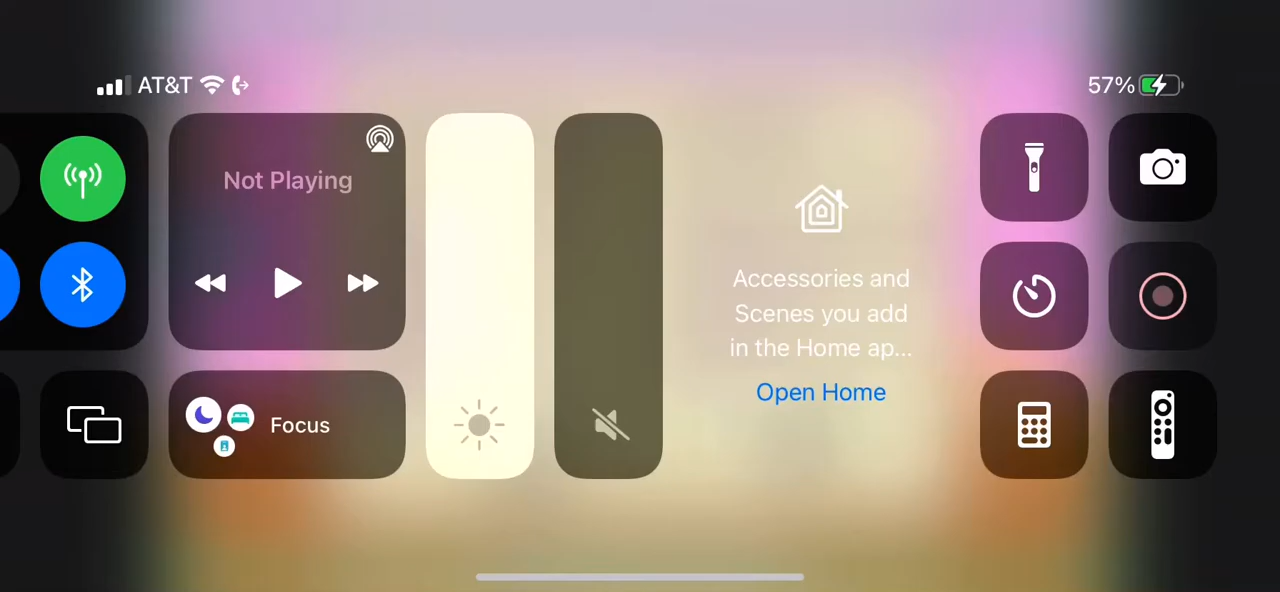 AT&T
57%
Not Playing
Accessories and
Scenes you add
in the Home ap...
Open Home
Focus